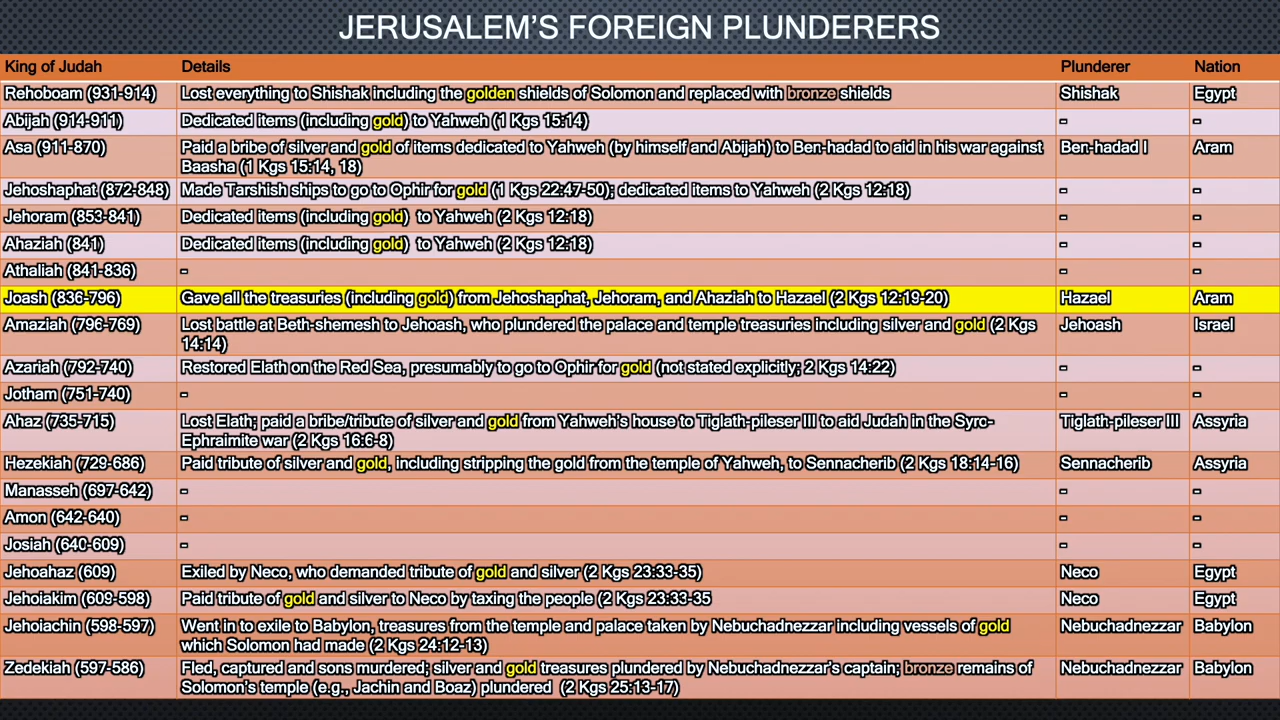 JERUSALEM'S FOREIGN PLUNDERERS
King of Judah Details Plunderer Nation
Rehoboam (931-914) Lost everything to Shishak including the golden shields of Solomon and replaced with bronze shields Shishak Egypt
Abijah (914-911) Dedicated items (including gold) to Yahweh (1 Kgs 15:14) - -
Asa (911-870) Paid a bribe of silver and gold of items dedicated to Yahweh (by himself and Abijah) to Ben-hadad to aid in his war against Ben-hadad I Aram
Baasha (1 Kgs 15:14, 18)
Jehoshaphat (872-848) Made Tarshish ships to go to Ophir for gold (1 Kgs 22:47-50); dedicated items to Yahweh (2 Kgs 12:18) - -
Jehoram (853-841) Dedicated items (including gold) to Yahweh (2 Kgs 12:18) - -
Ahaziah (841) Dedicated items (including gold) to Yahweh (2 Kgs 12:18) - -
Athaliah (841-836) - - -
Joash (836-796) Gave all the treasuries (including gold) from Jehoshaphat, Jehoram, and Ahaziah to Hazael (2 Kgs 12:19-20) Hazael Aram
Amaziah (796-769) Lost battle at Beth-shemesh to Jehoash, who plundered the palace and temple treasuries including silver and gold (2 Kgs Jehoash Israel
14:14)
Azariah (792-740) Restored Elath on the Red Sea, presumably to go to Ophir for gold (not stated explicitly; 2 Kgs 14:22) - -
Jotham (751-740) - - -
Ahaz (735-715) Lost Elath; paid a bribe/tribute of silver and gold from Yahweh's house to Tiglath-pileser III to aid Judah in the Syro- Tiglath-pileser III Assyria
Ephraimite war (2 Kgs 16:6-8)
Hezekiah (729-686) Paid tribute of silver and gold, including stripping the gold from the temple of Yahweh, to Sennacherib (2 Kgs 18:14-16) Sennacherib Assyria
Manasseh (697-642) - - -
Amon (642-640) - - -
Josiah (640-609) - - -
Jehoahaz (609) Exiled by Neco, who demanded tribute of gold and silver (2 Kgs 23:33-35) Neco Egypt
Jehoiakim (609-598) Paid tribute of gold and silver to Neco by taxing the people (2 Kgs 23:33-35 Neco Egypt
Jehoiachin (598-597) Went in to exile to Babylon, treasures from the temple and palace taken by Nebuchadnezzar including vessels of gold Nebuchadnezzar Babylon
which Solomon had made (2 Kgs 24:12-13)
Zedekiah (597-586) Fled, captured and sons murdered; silver and gold treasures plundered by Nebuchadnezzar's captain; bronze remains of Nebuchadnezzar Babylon
Solomon's temple (e.g., Jachin and Boaz) plundered (2 Kgs 25:13-17)